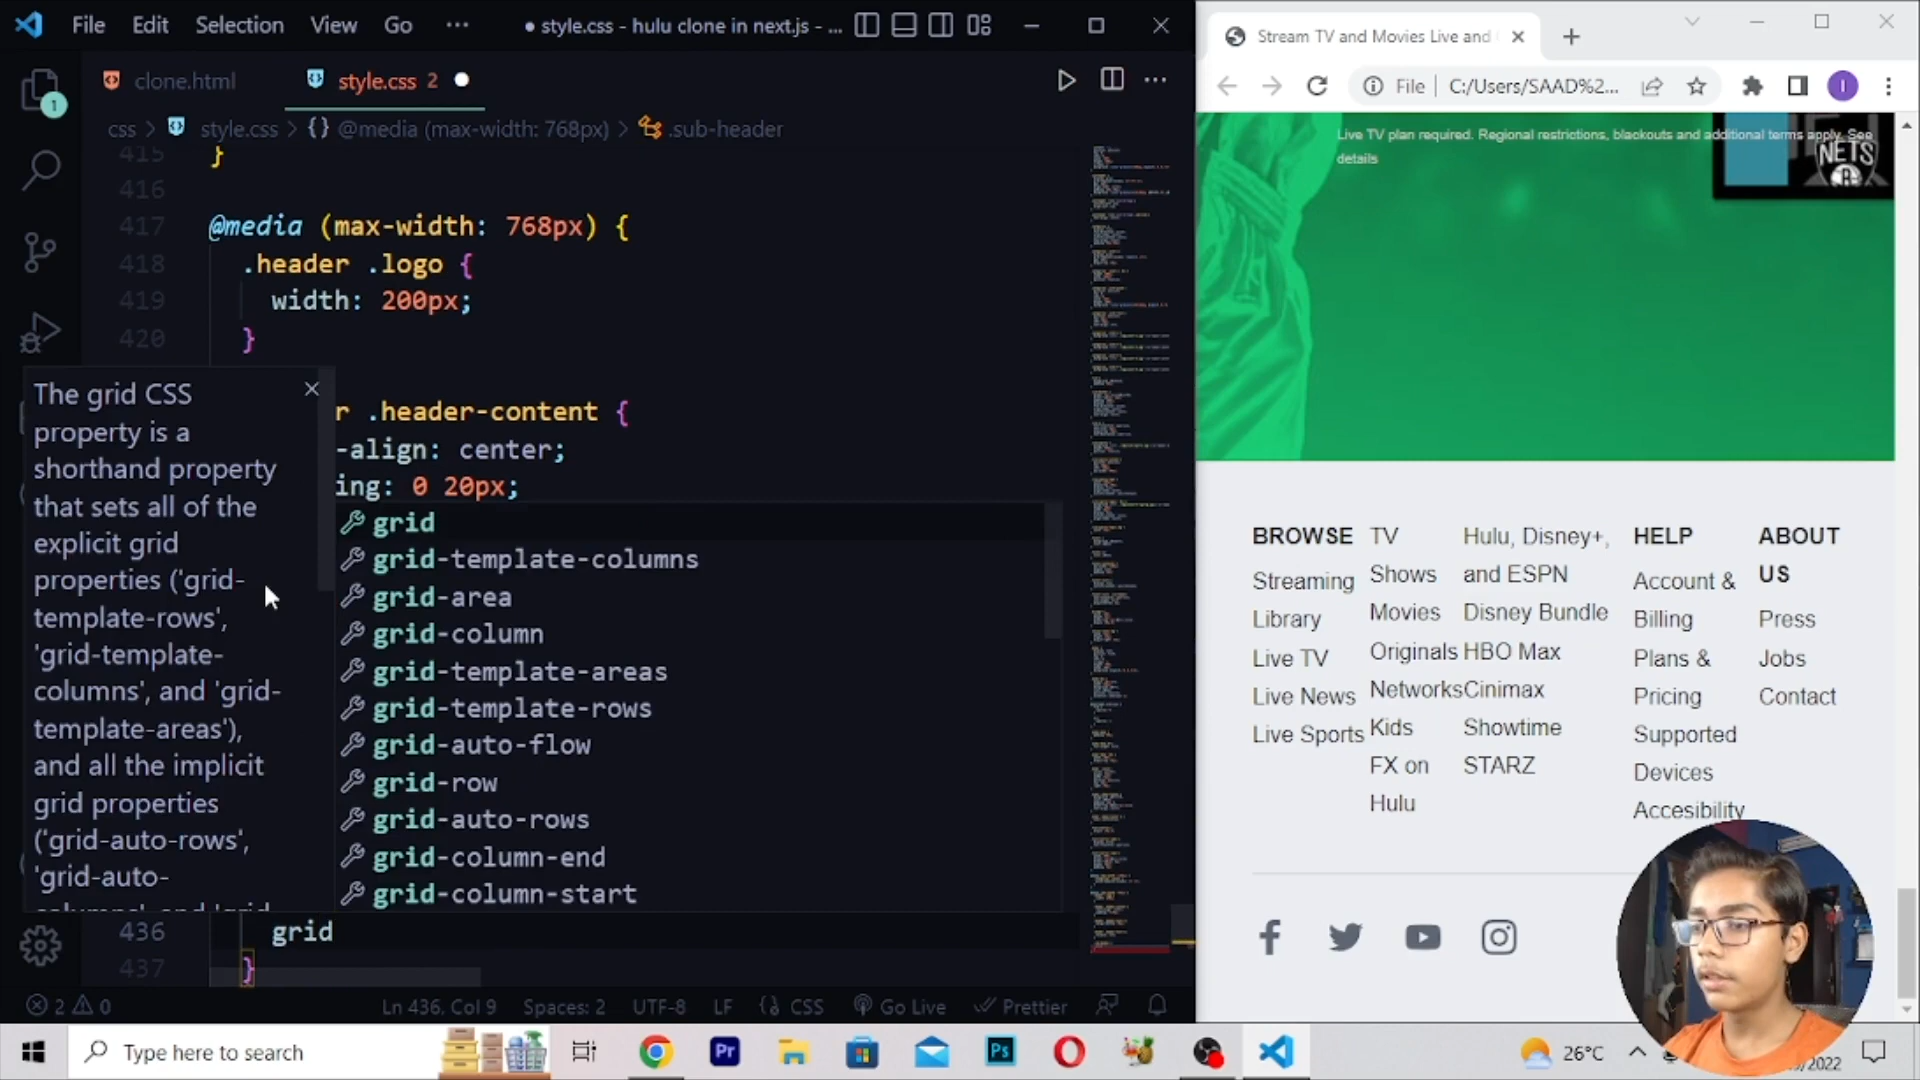 File Edit Selection View Go ··· ● style.css - hulu clone in next.js - ...
clone.html style.css 2 ●
css > style.css > {} @media (max-width: 768px) > .sub-header
415 }
416
417 @media (max-width: 768px) {
418 .header .logo {
419 width: 200px;
420 }
r .header-content {
-align: center;
ing: 0 20px;
The grid CSS
property is a
shorthand property
that sets all of the
explicit grid
properties ('grid-
template-rows',
'grid-template-
columns', and 'grid-
template-areas'),
and all the implicit
grid properties
('grid-auto-rows',
'grid-auto-
columns', and 'grid
grid
grid-template-columns
grid-area
grid-column
grid-template-areas
grid-template-rows
grid-auto-flow
grid-row
grid-auto-rows
grid-column-end
grid-column-start
436 grid
437 }
1
2 0 Ln 436, Col 9 Spaces: 2 UTF-8 LF {} CSS Go Live Prettier
Stream TV and Movies Live and
File C:/Users/SAAD%2... I
Live TV plan required. Regional restrictions, blackouts and additional terms apply. See
details
NETS
B
BROWSE
Streaming
Library
Live TV
Live News
Live Sports
TV
Shows
Movies
Originals
Networks
Kids
FX on
Hulu
Hulu, Disney+,
and ESPN
Disney Bundle
HBO Max
Cinimax
Showtime
STARZ
HELP
Account &
Billing
Plans &
Pricing
Supported
Devices
Accesibility
ABOUT
US
Press
Jobs
Contact
Type here to search
Pr
Ps
26°C
/2022